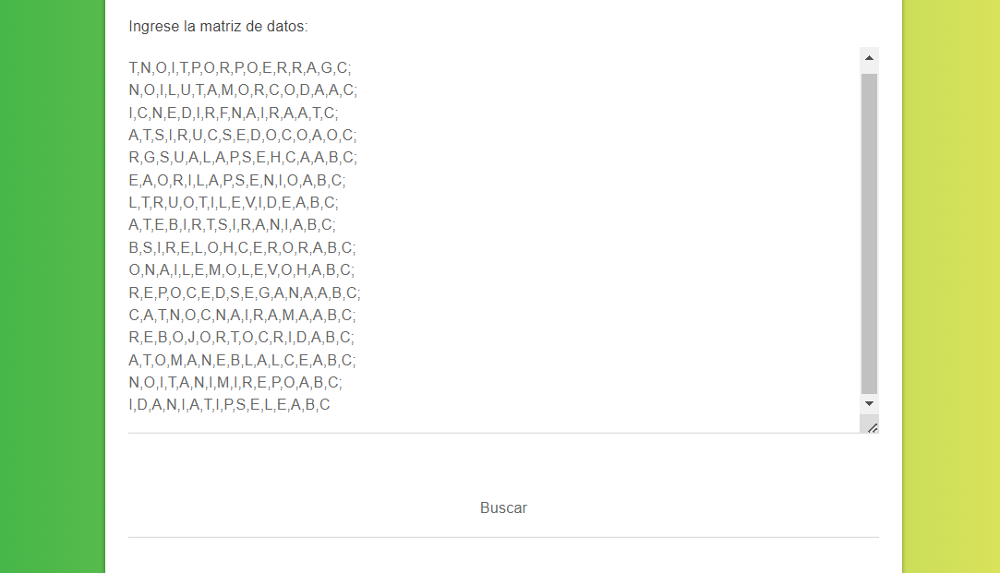 Ingrese la matriz de datos:
T,N,O,I,T,P,O,R,P,O,E,R,R,A,G,C;
N,O,I,L,U,T,A,M,O,R,C,O,D,A,A,C;
I,C,N,E,D,I,R,F,N,A,I,R,A,A,T,C;
A,T,S,I,R,U,C,S,E,D,O,C,O,A,O,C;
R,G,S,U,A,L,A,P,S,E,H,C,A,A,B,C;
E,A,O,R,I,L,A,P,S,E,N,I,O,A,B,C;
L,T,R,U,O,T,I,L,E,V,I,D,E,A,B,C;
A,T,E,B,I,R,T,S,I,R,A,N,I,A,B,C;
B,S,I,R,E,L,O,H,C,E,R,O,R,A,B,C;
O,N,A,I,L,E,M,O,L,E,V,O,H,A,B,C;
R,E,P,O,C,E,D,S,E,G,A,N,A,A,B,C;
C,A,T,N,O,C,N,A,I,R,A,M,A,A,B,C;
R,E,B,O,J,O,R,T,O,C,R,I,D,A,B,C;
A,T,O,M,A,N,E,B,L,A,L,C,E,A,B,C;
N,O,I,T,A,N,I,M,I,R,E,P,O,A,B,C;
I,D,A,N,I,A,T,I,P,S,E,L,E,A,B,C
Buscar